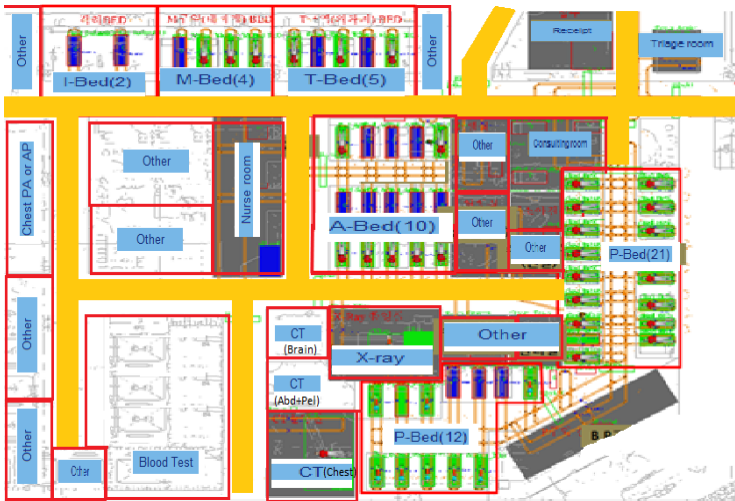 Other
I-Bed(2)
M-Bed(4)
T-Bed(5)
Other
Receipt
Triage room
Chest PA or AP
Other
Nurse room
Other
Other
Consulting room
A-Bed(10)
Other
Other
P-Bed(21)
Other
CT
(Brain)
X-ray
Other
CT
(Abd+Pel)
Other
Other
Blood Test
CT(Chest)
P-Bed(12)